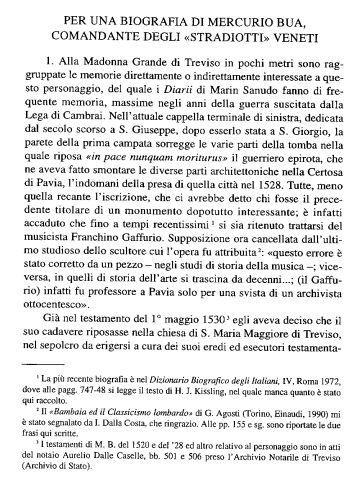 PER UNA BIOGRAFIA DI MERCURIO BUA,
COMANDANTE DEGLI «STRADIOTTI» VENETI
1. Alla Madonna Grande di Treviso in pochi metri sono rag-
gruppate le memorie direttamente o indirettamente interessate a que-
sto personaggio, del quale i Diarii di Marin Sanudo fanno di fre-
quente memoria, massime negli anni della guerra suscitata dalla
Lega di Cambrai. Nell'attuale cappella terminale di sinistra, dedicata
dal secolo scorso a S. Giuseppe, dopo esserlo stata a S. Giorgio, la
parete della prima campata sorregge le varie parti della tomba nella
quale riposa «in pace nunquam moriturus» il guerriero epirota, che
ne aveva fatto smontare le diverse parti architettoniche nella Certosa
di Pavia, l'indomani della presa di quella città nel 1528. Tutte, meno
quella recante l'iscrizione, che ci avrebbe detto chi fosse il prece-
dente titolare di un monumento dopotutto interessante; è infatti
accaduto che fino a tempi recentissimi¹ si sia ritenuto trattarsi del
musicista Franchino Gaffurio. Supposizione ora cancellata dall'ulti-
mo studioso dello scultore cui l'opera fu attribuita²: «questo errore è
stato corretto da un pezzo – negli studi di storia della musica –; vice-
versa, in quelli di storia dell'arte si trascina da decenni...; (il Gaffu-
rio) infatti fu professore a Pavia solo per una svista di un archivista
ottocentesco».
Già nel testamento del 1° maggio 1530³ egli aveva deciso che il
suo cadavere riposasse nella chiesa di S. Maria Maggiore di Treviso,
nel sepolcro da erigersi a cura dei suoi eredi ed esecutori testamenta-
¹ La più recente biografia è nel Dizionario Biografico degli Italiani, IV, Roma 1972,
dove alle pagg. 747-48 si legge il testo di H. J. Kissling, nel quale manca quanto è stato
qui raccolto.
² Il «Bambaia ed il Classicismo lombardo» di G. Agosti (Torino, Einaudi, 1990) mi
è stato segnalato da I. Dalla Costa, che ringrazio. Alle pp. 155 e sg. sono riportate le due
frasi qui scritte.
³ I testamenti di M. B. del 1520 e del '28 ed altro relativo al personaggio sono in atti
del notaio Aurelio Dalle Caselle, bb. 501 e 506 preso l'Archivio Notarile di Treviso
(Archivio di Stato).